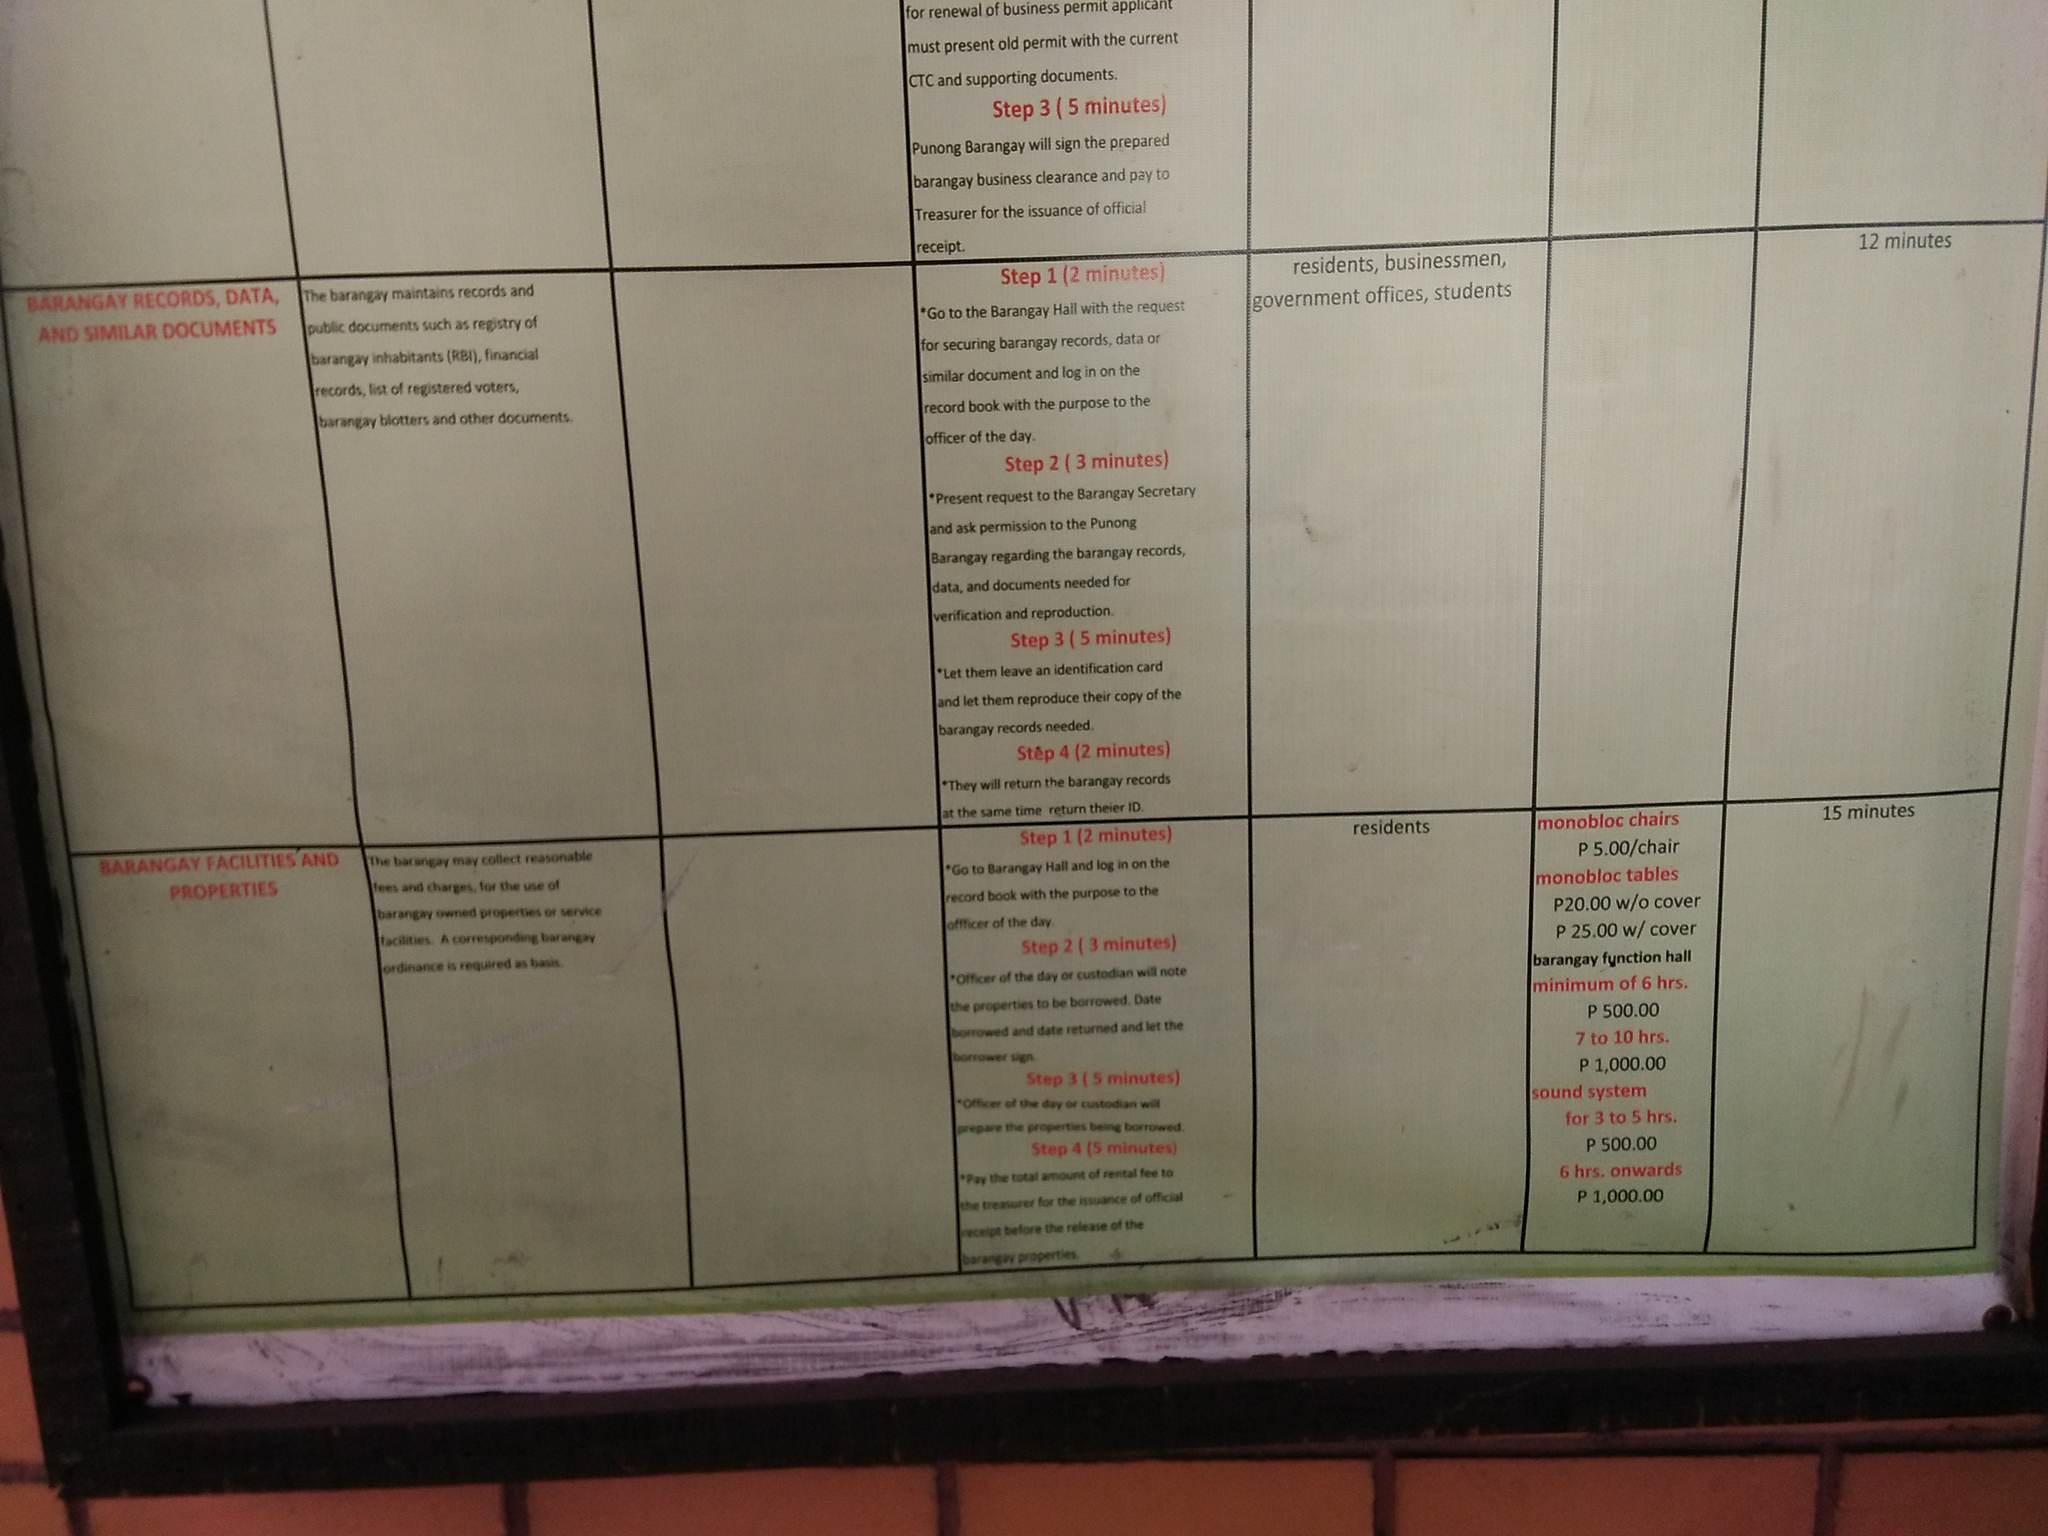 for renewal of business permit applicant
must present old permit with the current
CTC and supporting documents.
Step 3 ( 5 minutes)
Punong Barangay will sign the prepared
barangay business clearance and pay to
Treasurer for the issuance of official
receipt.
BARANGAY RECORDS, DATA,
AND SIMILAR DOCUMENTS
The barangay maintains records and
public documents such as registry of
barangay inhabitants (RBI), financial
records, list of registered voters,
barangay blotters and other documents.
Step 1 (2 minutes)
*Go to the Barangay Hall with the request
for securing barangay records, data or
similar document and log in on the
record book with the purpose to the
officer of the day.
Step 2 ( 3 minutes)
*Present request to the Barangay Secretary
and ask permission to the Punong
Barangay regarding the barangay records,
data, and documents needed for
verification and reproduction.
Step 3 ( 5 minutes)
*Let them leave an identification card
and let them reproduce their copy of the
barangay records needed.
Step 4 (2 minutes)
*They will return the barangay records
at the same time return theier ID.
residents, businessmen,
government offices, students
12 minutes
BARANGAY FACILITIES AND
PROPERTIES
The barangay may collect reasonable
fees and charges, for the use of
barangay owned properties or service
facilities. A corresponding barangay
ordinance is required as basis.
Step 1 (2 minutes)
*Go to Barangay Hall and log in on the
record book with the purpose to the
offficer of the day.
Step 2 ( 3 minutes)
*Officer of the day or custodian will note
the properties to be borrowed. Date
borrowed and date returned and let the
borrower sign.
Step 3 ( 5 minutes)
*Officer of the day or custodian will
prepare the properties being borrowed.
Step 4 (5 minutes)
*Pay the total amount of rental fee to
the treasurer for the issuance of official
receipt before the release of the
barangay properties.
residents
monobloc chairs
P 5.00/chair
monobloc tables
P20.00 w/o cover
P 25.00 w/ cover
barangay function hall
minimum of 6 hrs.
P 500.00
7 to 10 hrs.
P 1,000.00
sound system
for 3 to 5 hrs.
P 500.00
6 hrs. onwards
P 1,000.00
15 minutes